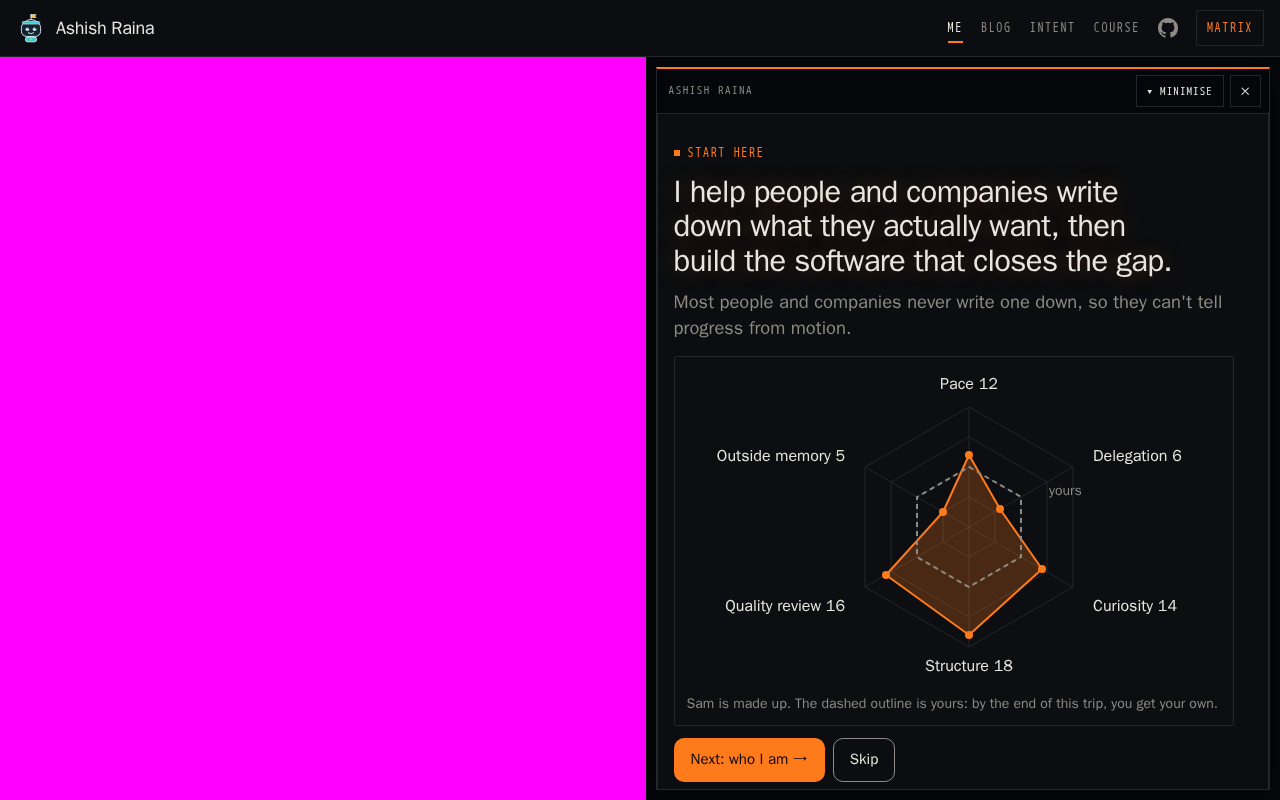 Ashish Raina
ME BLOG INTENT COURSE MATRIX
ASHISH RAINA
▾ MINIMISE ×
START HERE
I help people and companies write
down what they actually want, then
build the software that closes the gap.
Most people and companies never write one down, so they can't tell
progress from motion.
Pace 12
Outside memory 5
Delegation 6
yours
Quality review 16
Curiosity 14
Structure 18
Sam is made up. The dashed outline is yours: by the end of this trip, you get your own.
Next: who I am →
Skip